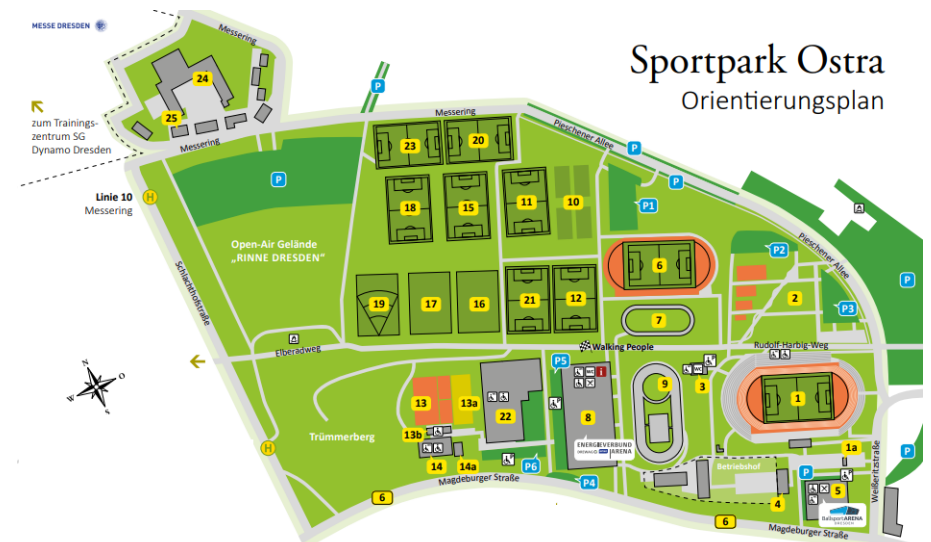 MESSE DRESDEN
Messering
Sportpark Ostra
Orientierungsplan
24
25
zum Trainings-
zentrum SG
Dynamo Dresden
Messering
P
Messering
Pieschener Allee
P
P
23
20
P
Linie 10
Messering
H
18
15
11
10
P1
A
Open-Air Gelände
„RINNE DRESDEN"
6
P2
Pieschener Allee
P
Schlachthofstraße
19
17
16
21
12
7
2
P3
A
Elberadweg
Walking People
Rudolf-Harbig-Weg
N
O
S
W
P5
WC
i
P
WC
3
9
1
13
13a
22
8
13b
Trümmerberg
H
14
14a
P
P6
ENERGIEVERBUND
DREWAG
ARENA
P4
Betriebshof
4
1a
P
P
5
BallsportARENA
DRESDEN
P
Weißeritzstraße
Magdeburger Straße
6
6
Magdeburger Straße